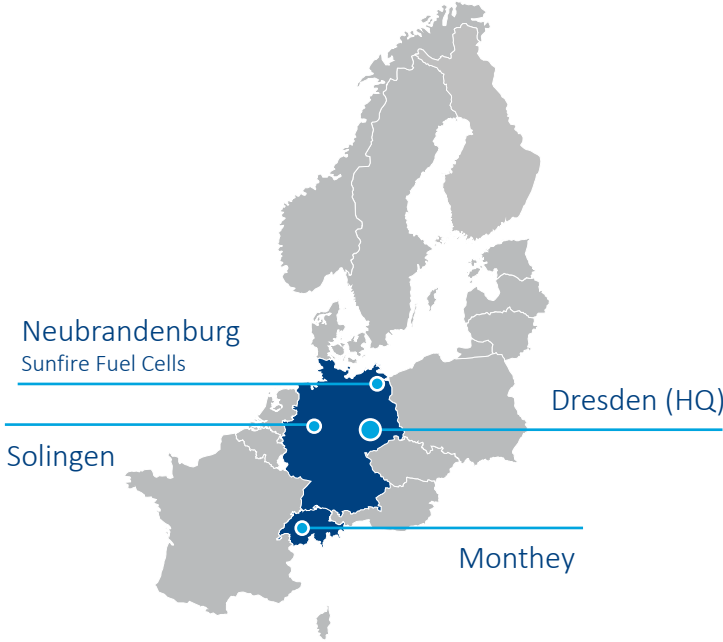 Neubrandenburg
Sunfire Fuel Cells
Dresden (HQ)
Solingen
Monthey